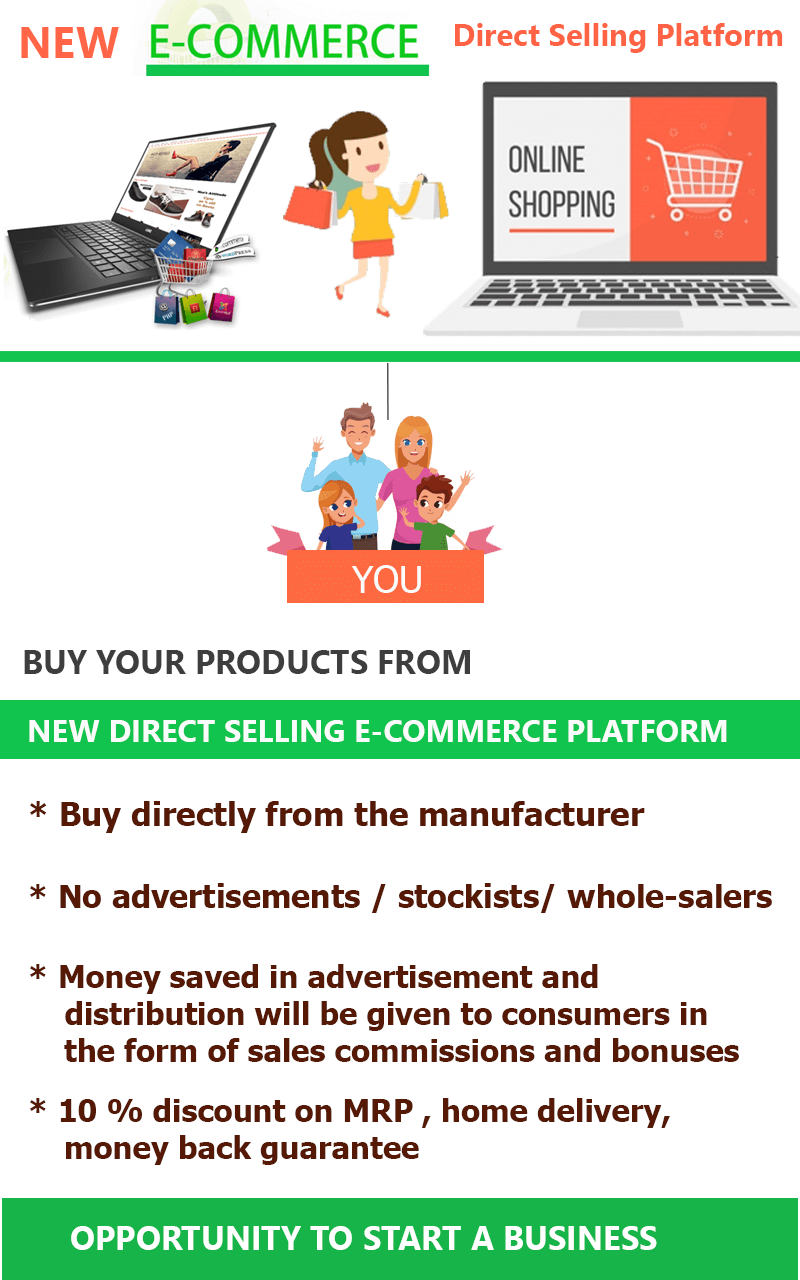 NEW E-COMMERCE Direct Selling Platform
ONLINE
SHOPPING
YOU
BUY YOUR PRODUCTS FROM
NEW DIRECT SELLING E-COMMERCE PLATFORM
* Buy directly from the manufacturer
* No advertisements / stockists/ whole-salers
* Money saved in advertisement and
distribution will be given to consumers in
the form of sales commissions and bonuses
* 10 % discount on MRP , home delivery,
money back guarantee
OPPORTUNITY TO START A BUSINESS